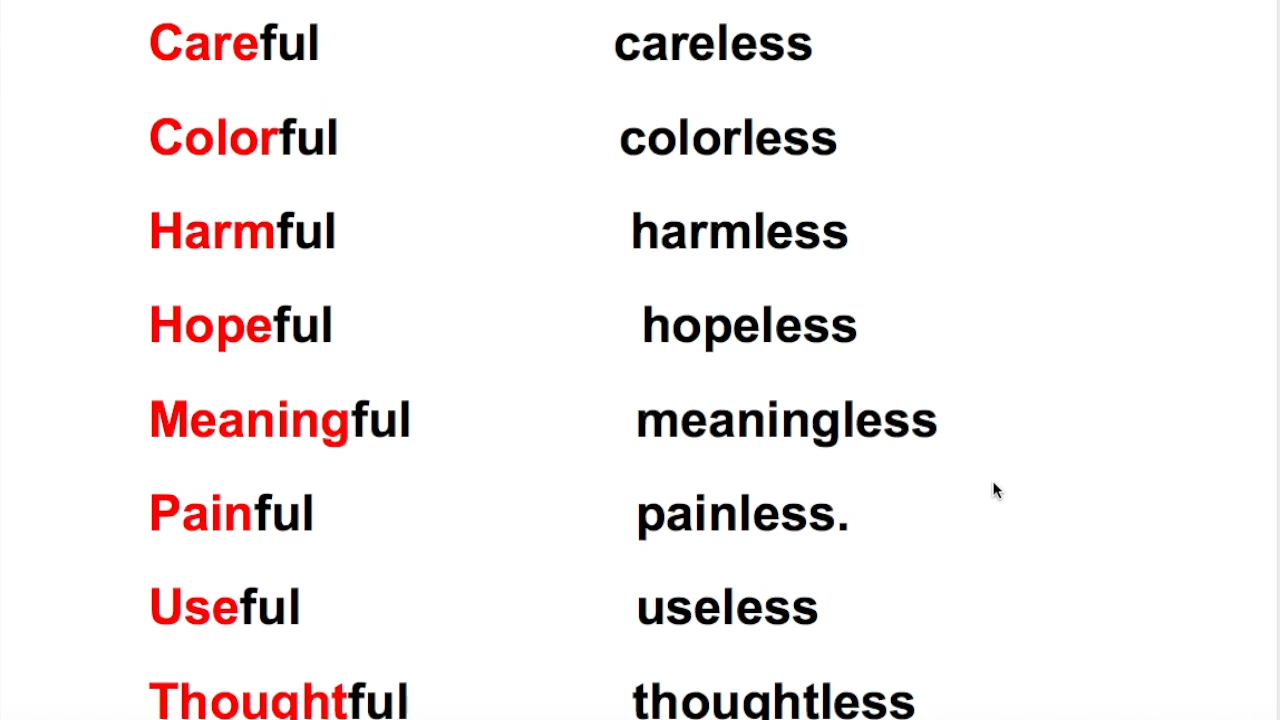 Careful careless
Colorful colorless
Harmful harmless
Hopeful hopeless
Meaningful meaningless
Painful painless.
Useful useless
Thoughtful thoughtless